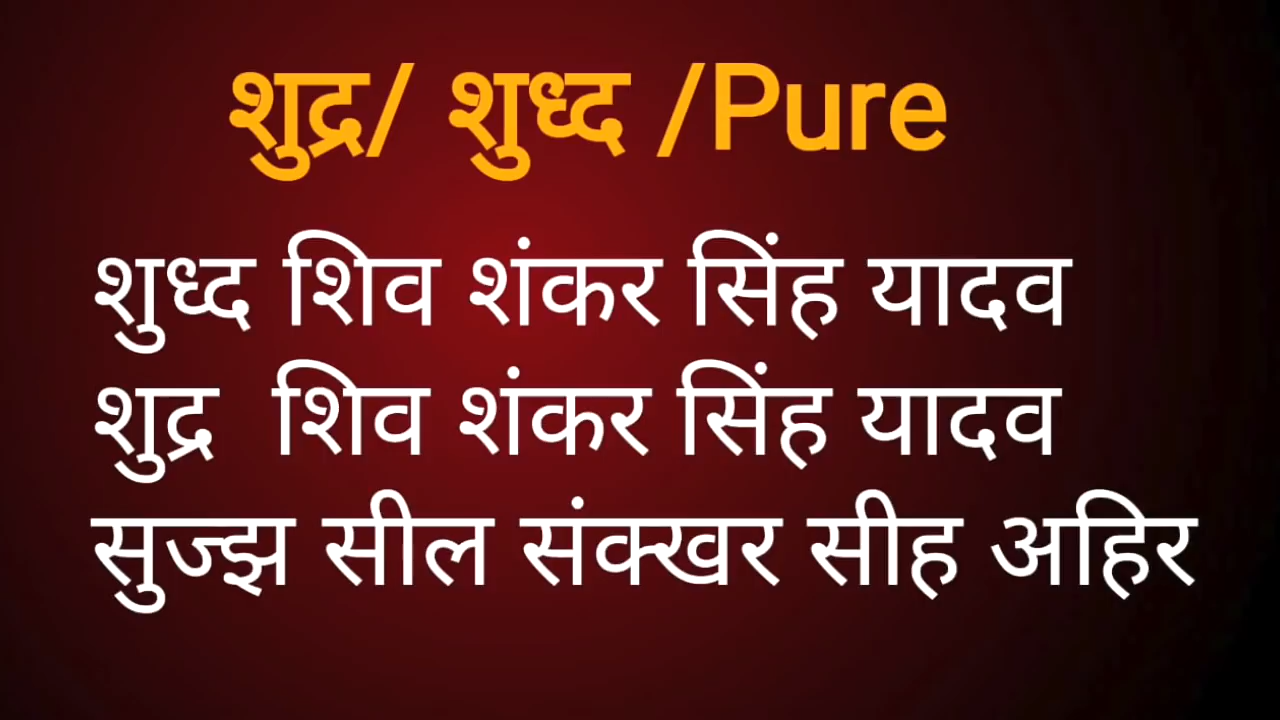 शुद्र/ शुध्द /Pure
शुध्द शिव शंकर सिंह यादव
शुद्र शिव शंकर सिंह यादव
सुज्झ सील संक्खर सीह अहिर